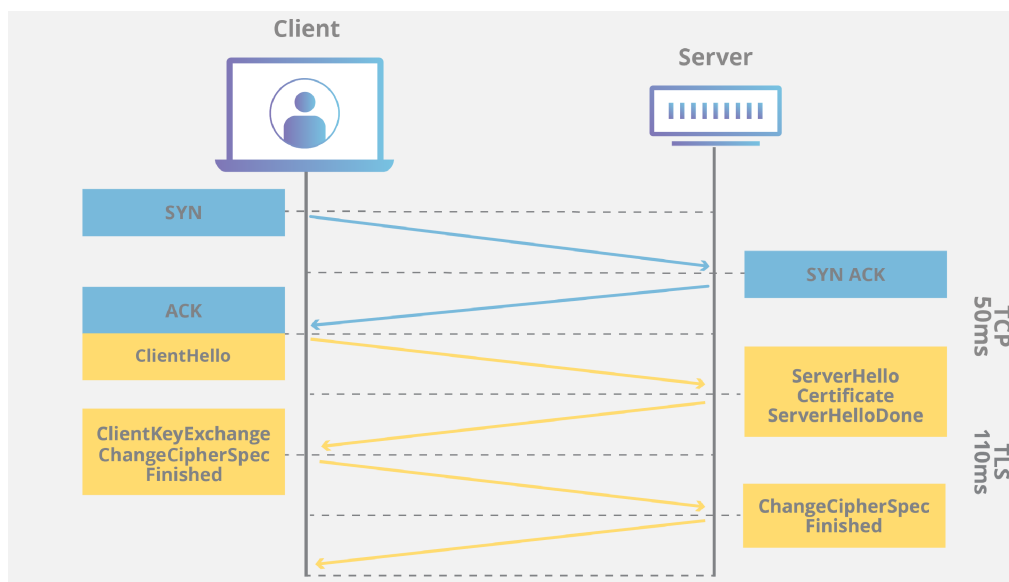 Client
Server
SYN
SYN ACK
ACK
ClientHello
TCP
50ms
ServerHello
Certificate
ServerHelloDone
ClientKeyExchange
ChangeCipherSpec
Finished
TLS
110ms
ChangeCipherSpec
Finished